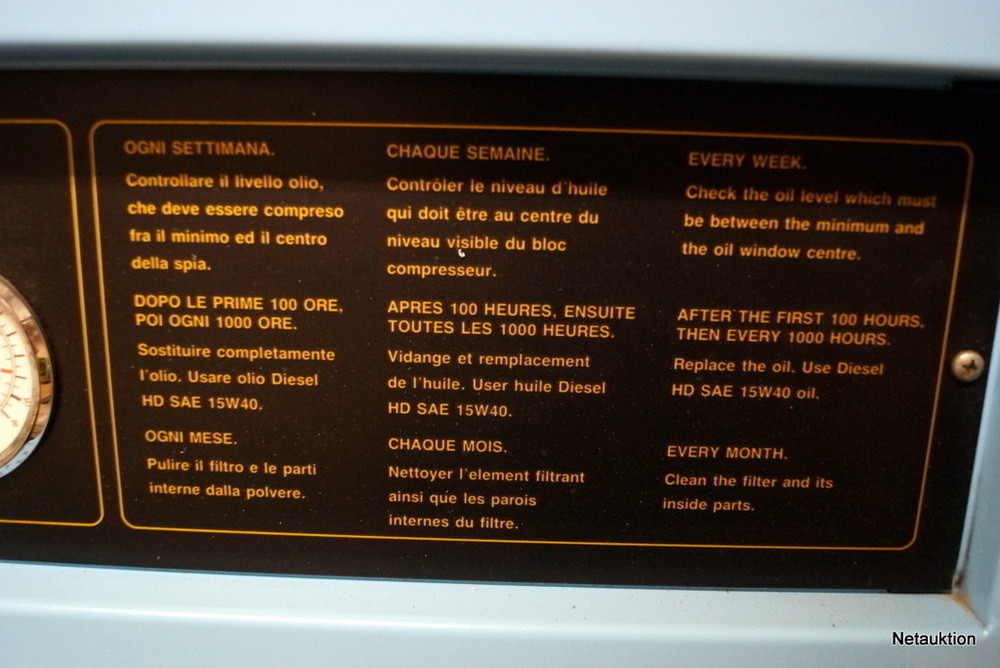 OGNI SETTIMANA.
Controllare il livello olio,
che deve essere compreso
fra il minimo ed il centro
della spia.
DOPO LE PRIME 100 ORE,
POI OGNI 1000 ORE.
Sostituire completamente
l'olio. Usare olio Diesel
HD SAE 15W40.
OGNI MESE.
Pulire il filtro e le parti
interne dalla polvere.
CHAQUE SEMAINE.
Contrôler le niveau d'huile
qui doit être au centre du
niveau visible du bloc
compresseur.
APRES 100 HEURES, ENSUITE
TOUTES LES 1000 HEURES.
Vidange et remplacement
de l'huile. User huile Diesel
HD SAE 15W40.
CHAQUE MOIS.
Nettoyer l'element filtrant
ainsi que les parois
internes du filtre.
EVERY WEEK.
Check the oil level which must
be between the minimum and
the oil window centre.
AFTER THE FIRST 100 HOURS,
THEN EVERY 1000 HOURS.
Replace the oil. Use Diesel
HD SAE 15W40 oil.
EVERY MONTH.
Clean the filter and its
inside parts.
Netauktion